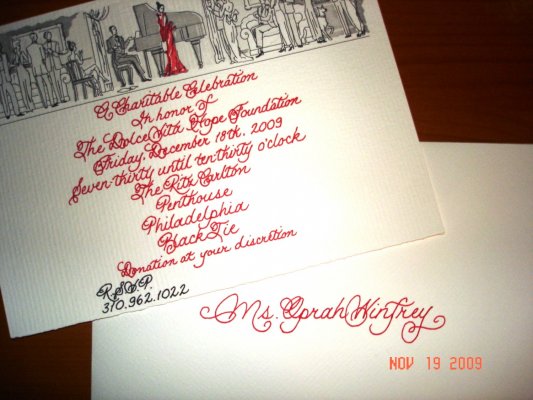 A Charitable Celebration
In honor of
The Dolce Vita Hope Foundation
Friday, December 18th, 2009
Seven-thirty until ten-thirty o'clock
The Ritz Carlton
Penthouse
Philadelphia
Black Tie
Donation at your discretion
R.S.V.P.
310.962.1022
Ms. Oprah Winfrey
NOV 19 2009